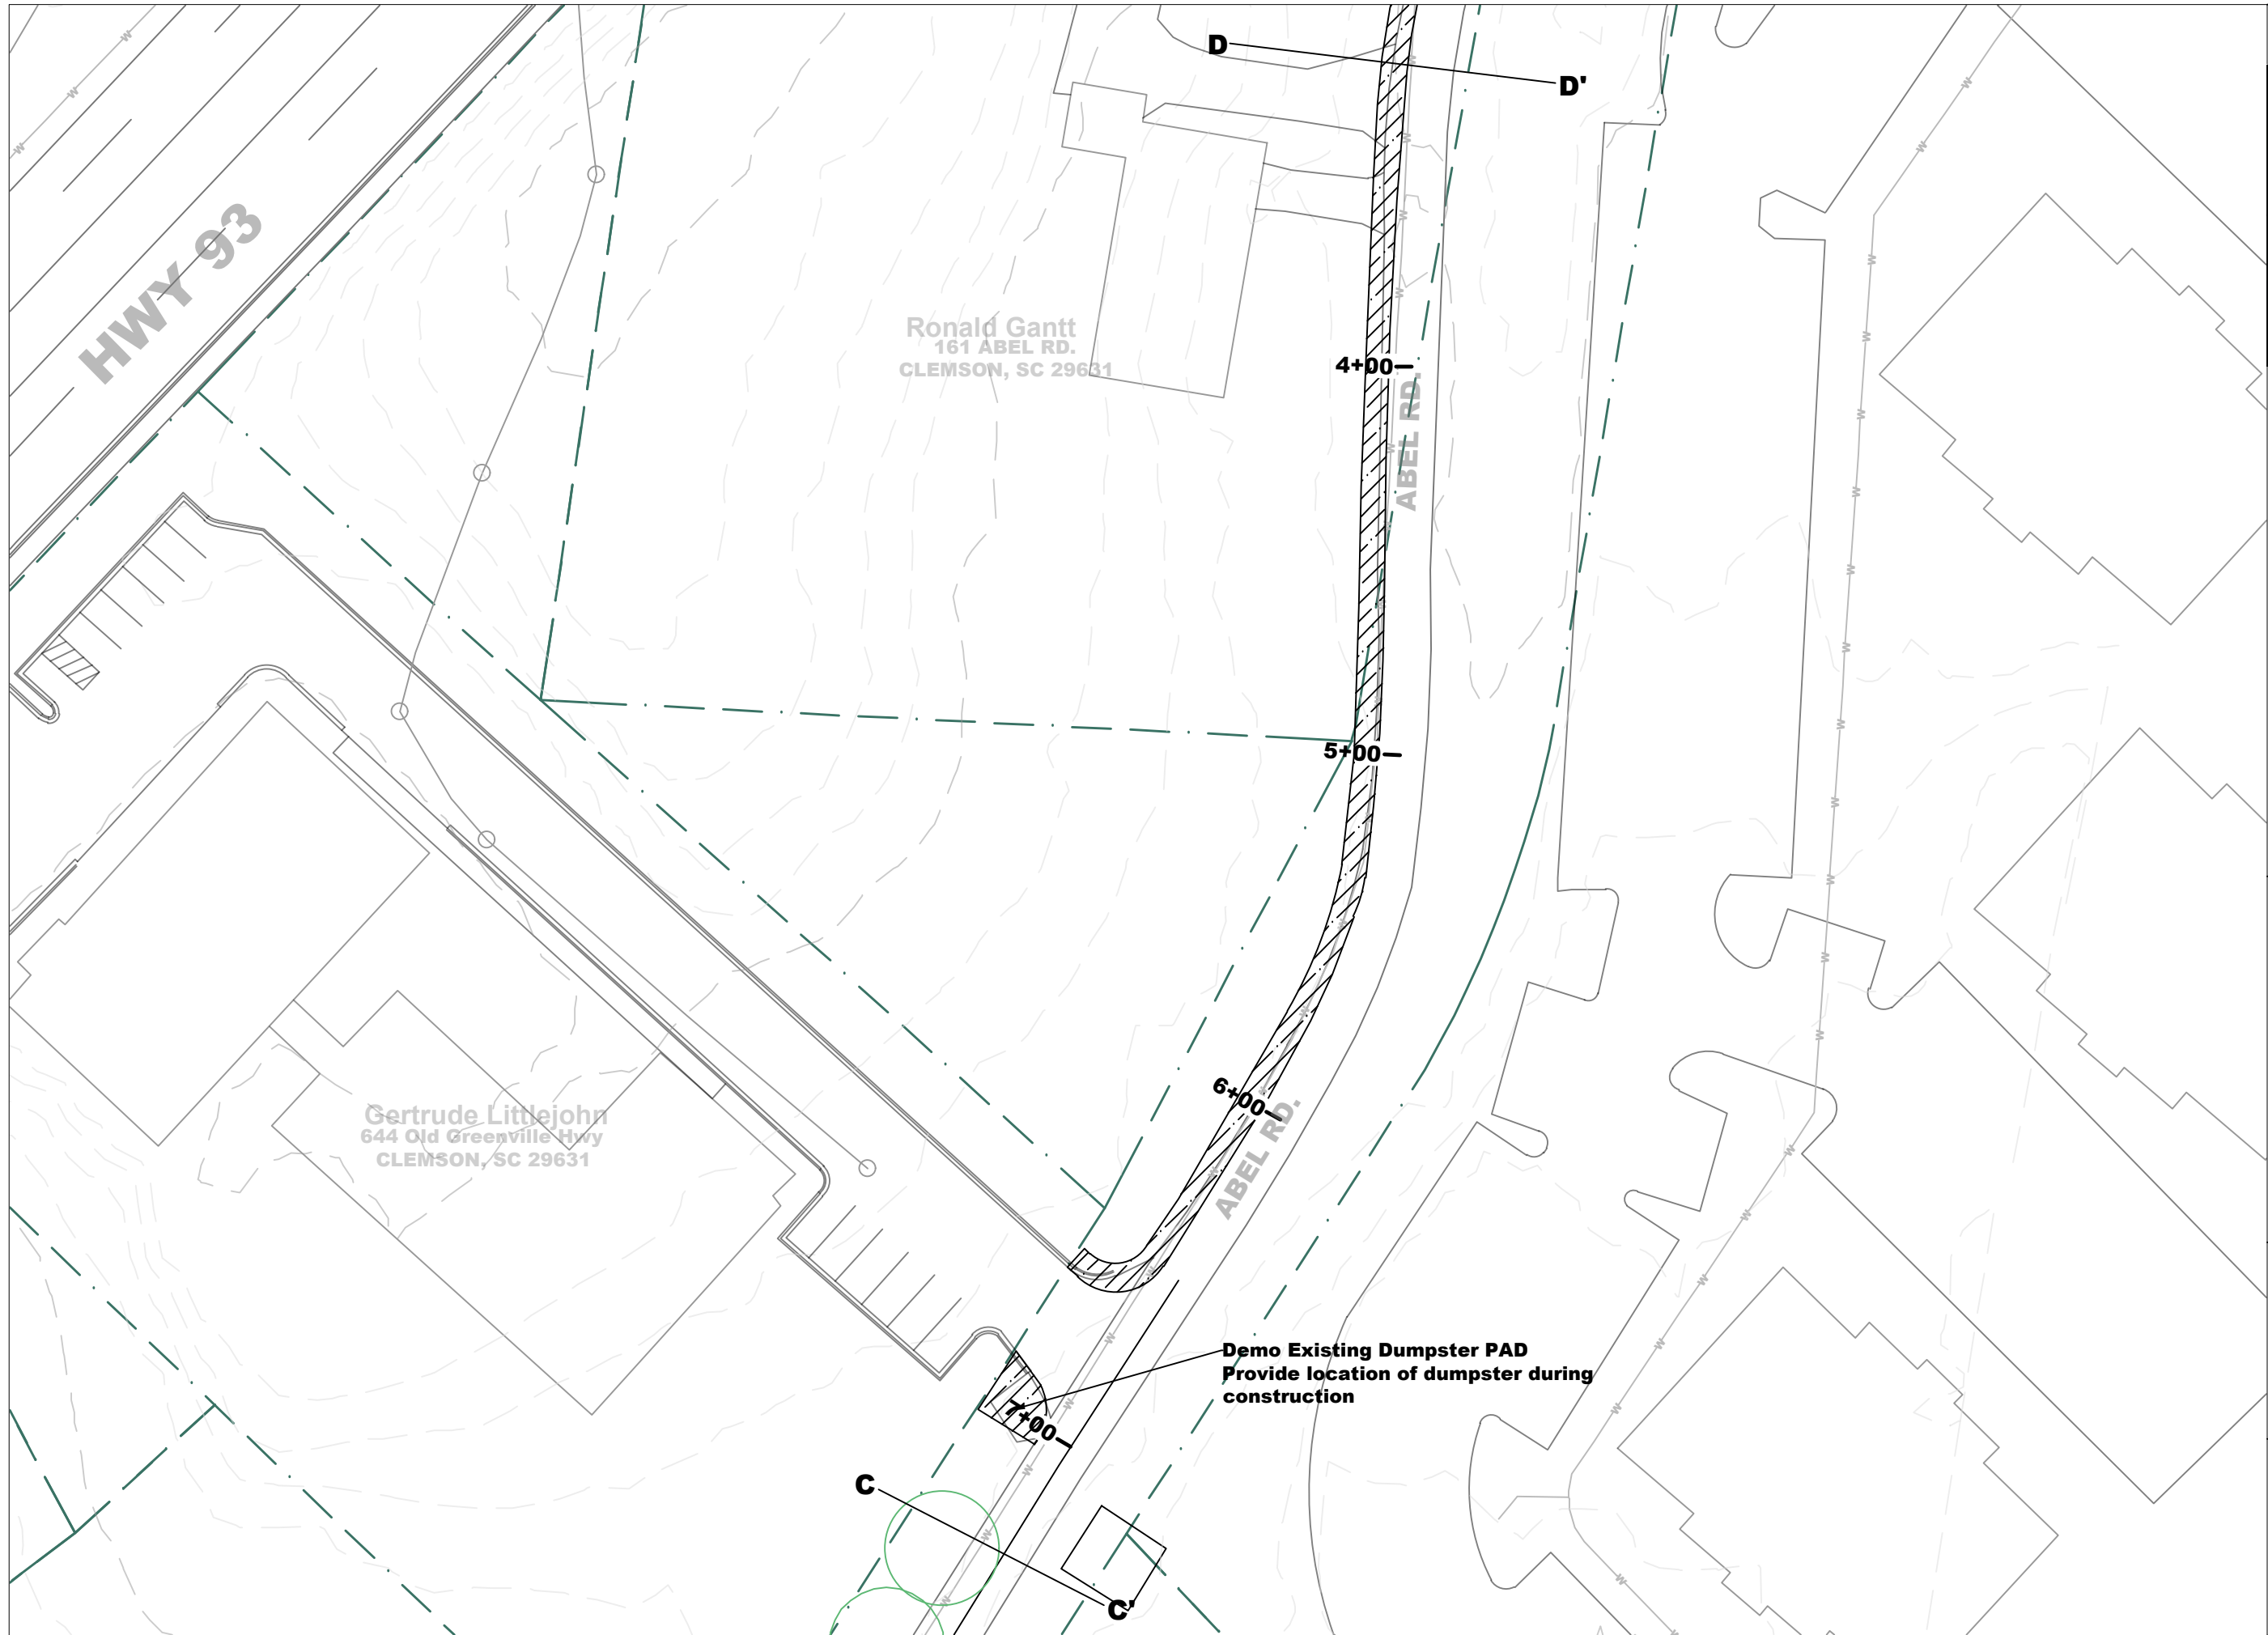 D
D'
HWY 93
Ronald Gantt
161 ABEL RD.
CLEMSON, SC 29631
4+00
ABEL RD.
5+00
6+00
ABEL RD.
Gertrude Littlejohn
644 Old Greenville Hwy
CLEMSON, SC 29631
Demo Existing Dumpster PAD
Provide location of dumpster during
construction
7+00
C
C'